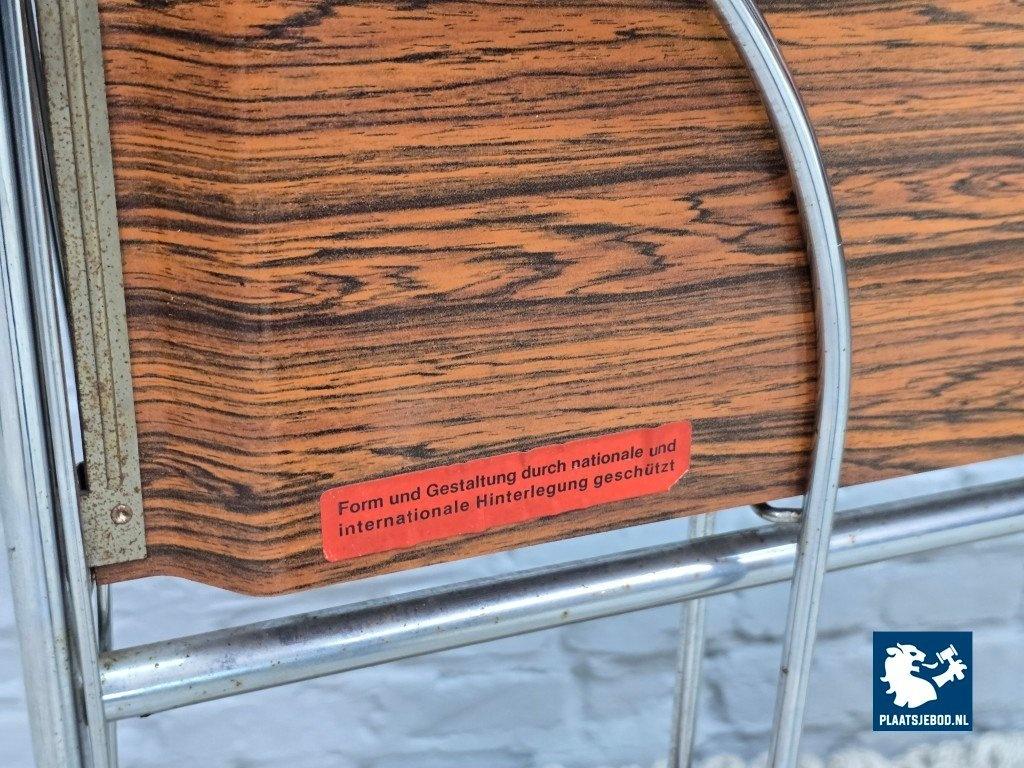 Form und Gestaltung durch nationale und
internationale Hinterlegung geschützt
PLAATSJEBOD.NL